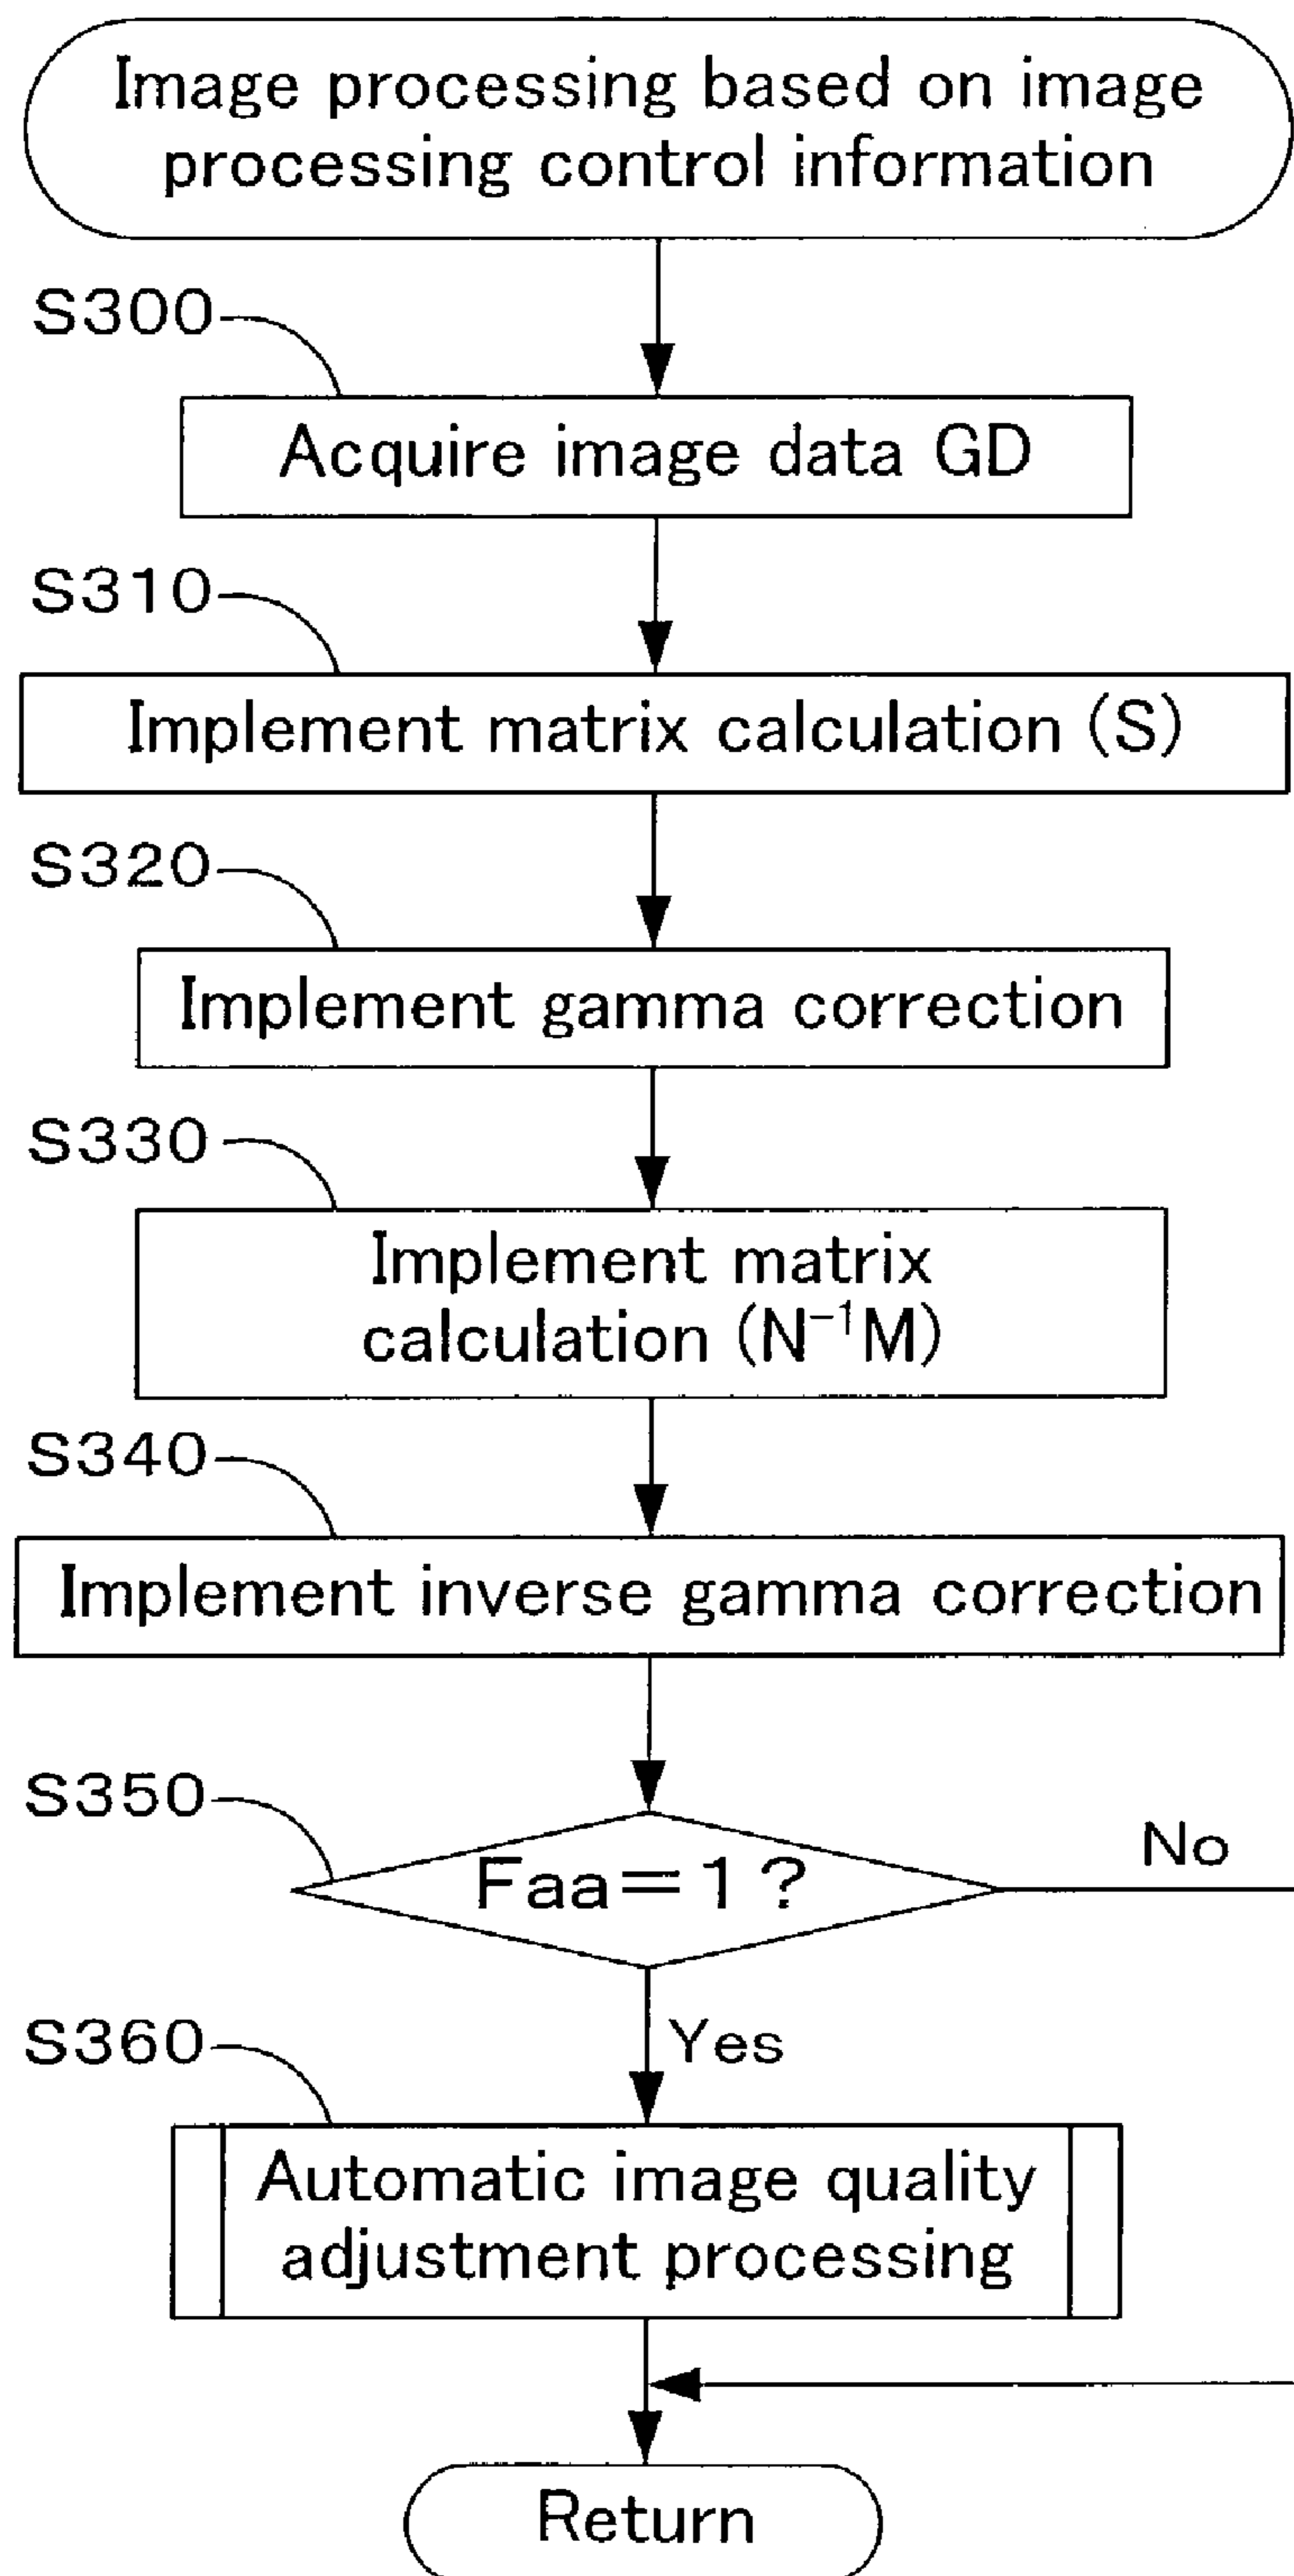 Image processing based on image
processing control information
S300
Acquire image data GD
S310
Implement matrix calculation (S)
S320
Implement gamma correction
S330
Implement matrix
calculation (N⁻¹M)
S340
Implement inverse gamma correction
S350
Faa=1?
No
Yes
S360
Automatic image quality
adjustment processing
Return